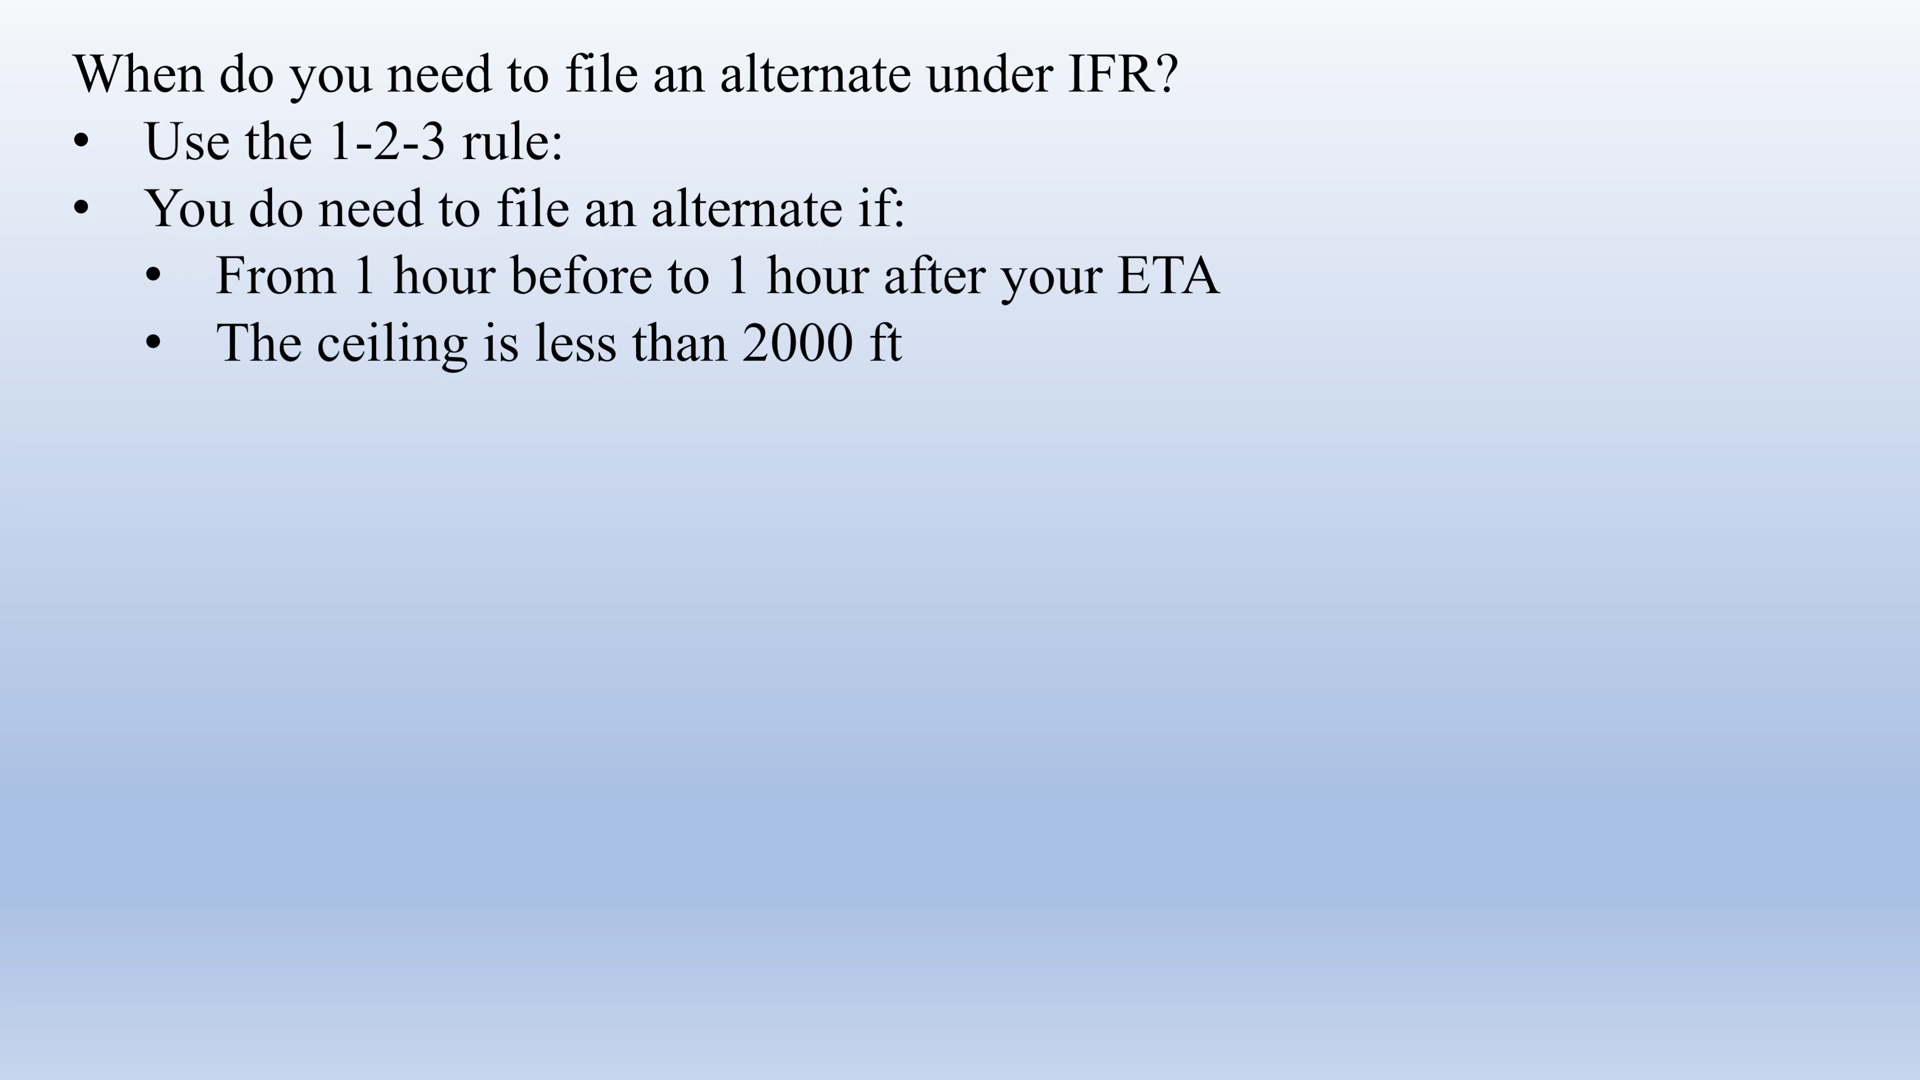 When do you need to file an alternate under IFR?
• Use the 1-2-3 rule:
• You do need to file an alternate if:
• From 1 hour before to 1 hour after your ETA
• The ceiling is less than 2000 ft